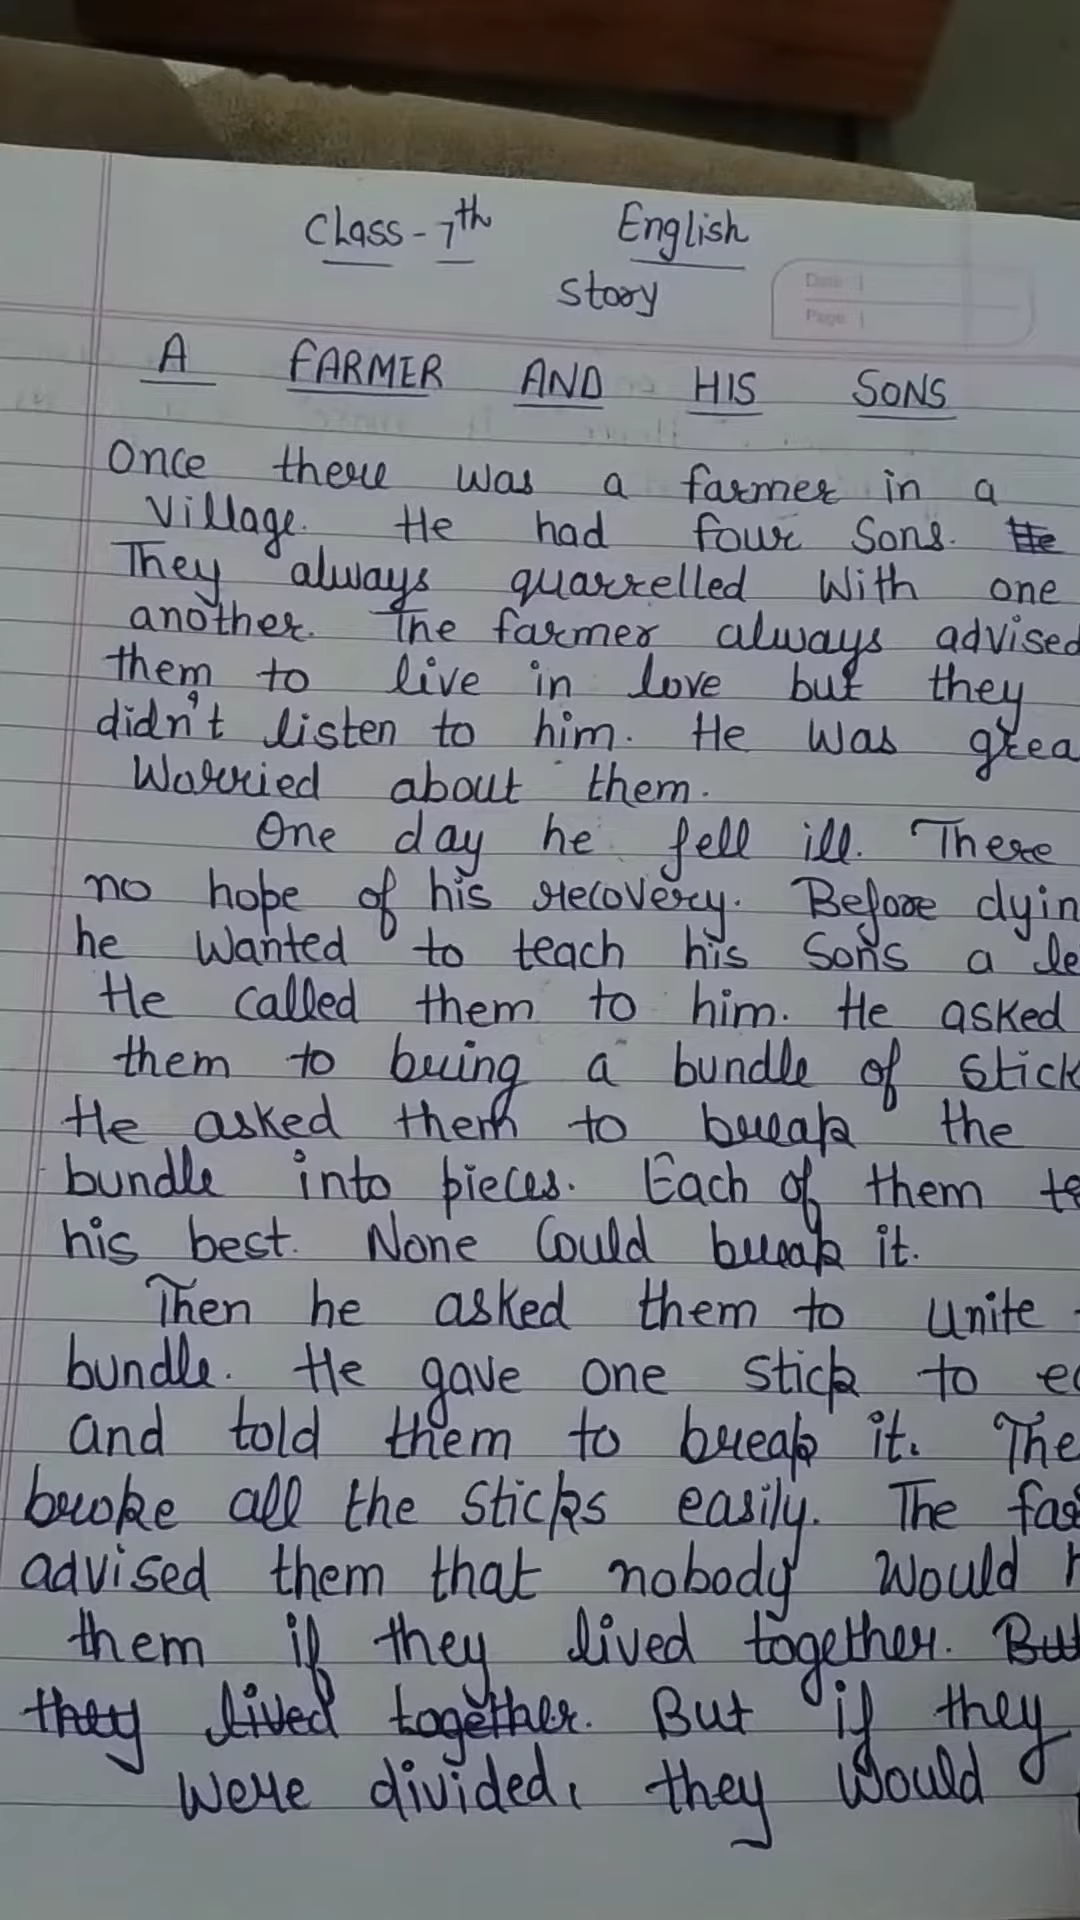 Class-7th English
Story
Date
Page
A FARMER AND HIS SONS
Once there was a farmer in a
Village. He had four Sons. He
They always quarrelled With one
another. The farmer always advised
them to live in love but they
didn't listen to him. He was grea
Worried about them.
One day he fell ill. There
no hope of his recovery. Before dyin
he wanted to teach his Sons a le
He called them to him. He asked
them to bring a bundle of stick
He asked them to break the
bundle into pieces. Each of them
his best. None Could break it.
Then he asked them to unite
bundle. He gave one stick to
and told them to break it. The
broke all the sticks easily. The
advised them that nobody would
them if they lived together. But
they lived together. But if they
were divided, they would